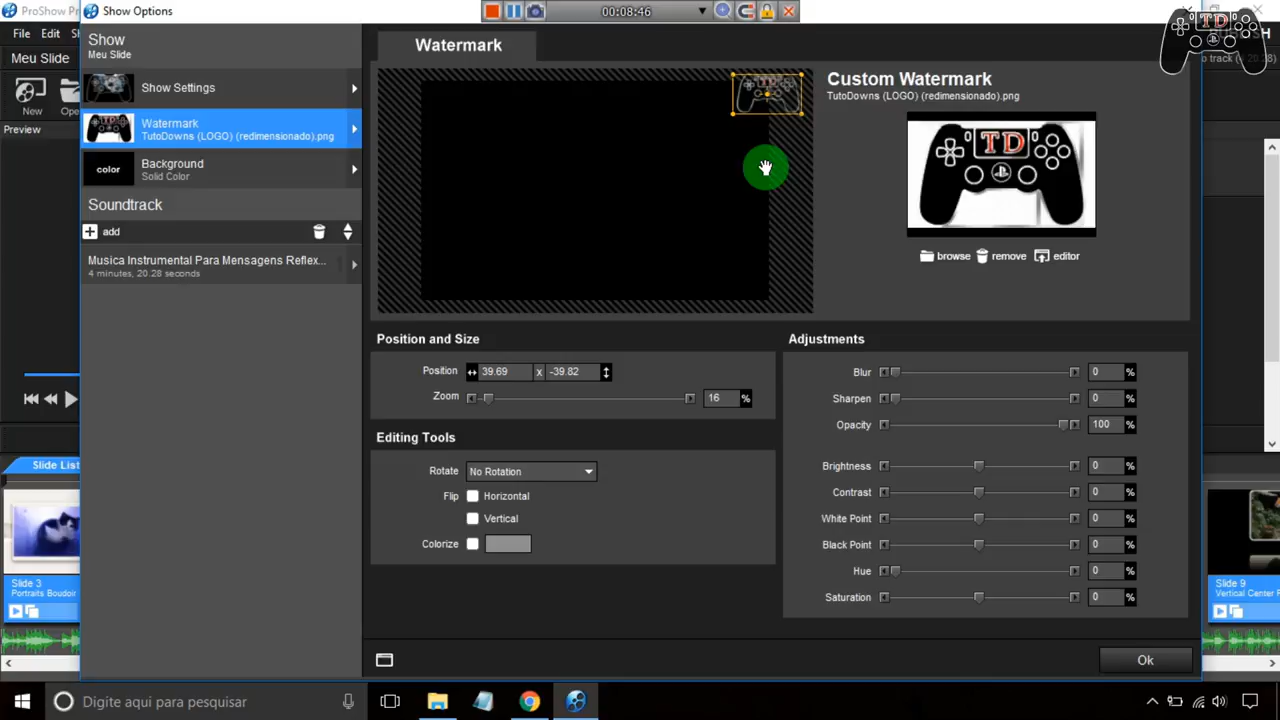 ProShow
Show Options
00:08:46
File
Edit
Meu Slide
New
Preview
Show
Meu Slide
Show Settings
Watermark
TutoDowns (LOGO) (redimensionado).png
color
Background
Solid Color
Soundtrack
add
Musica Instrumental Para Mensagens Reflex...
4 minutes, 20.28 seconds
Watermark
Custom Watermark
TutoDowns (LOGO) (redimensionado).png
TD
browse
remove
editor
TD
Position and Size
Position
39.69
x
-39.82
Zoom
16
%
Editing Tools
Rotate
No Rotation
Flip
Horizontal
Vertical
Colorize
Adjustments
Blur
0
%
Sharpen
0
%
Opacity
100
%
Brightness
0
%
Contrast
0
%
White Point
0
%
Black Point
0
%
Hue
0
%
Saturation
0
%
Ok
Slide List
Slide 3
Portraits Boudoir
Slide 9
Vertical Center
Digite aqui para pesquisar